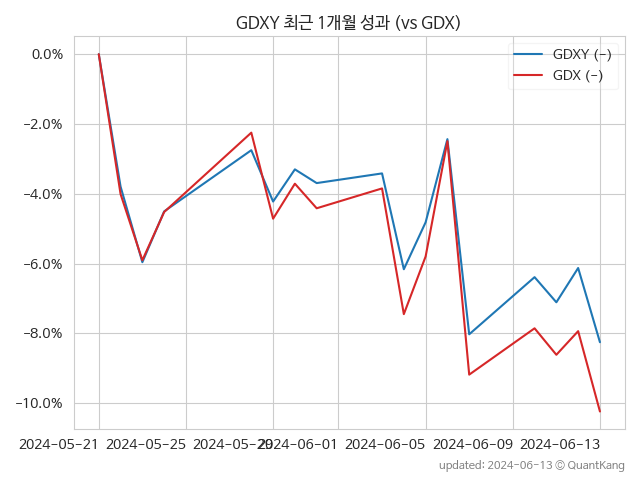 GDXY 최근 1개월 성과 (vs GDX)
GDXY (-)
GDX (-)
0.0%
-2.0%
-4.0%
-6.0%
-8.0%
-10.0%
2024-05-21 2024-05-25 2024-05-29 2024-06-01 2024-06-05 2024-06-09 2024-06-13
updated: 2024-06-13 © QuantKang